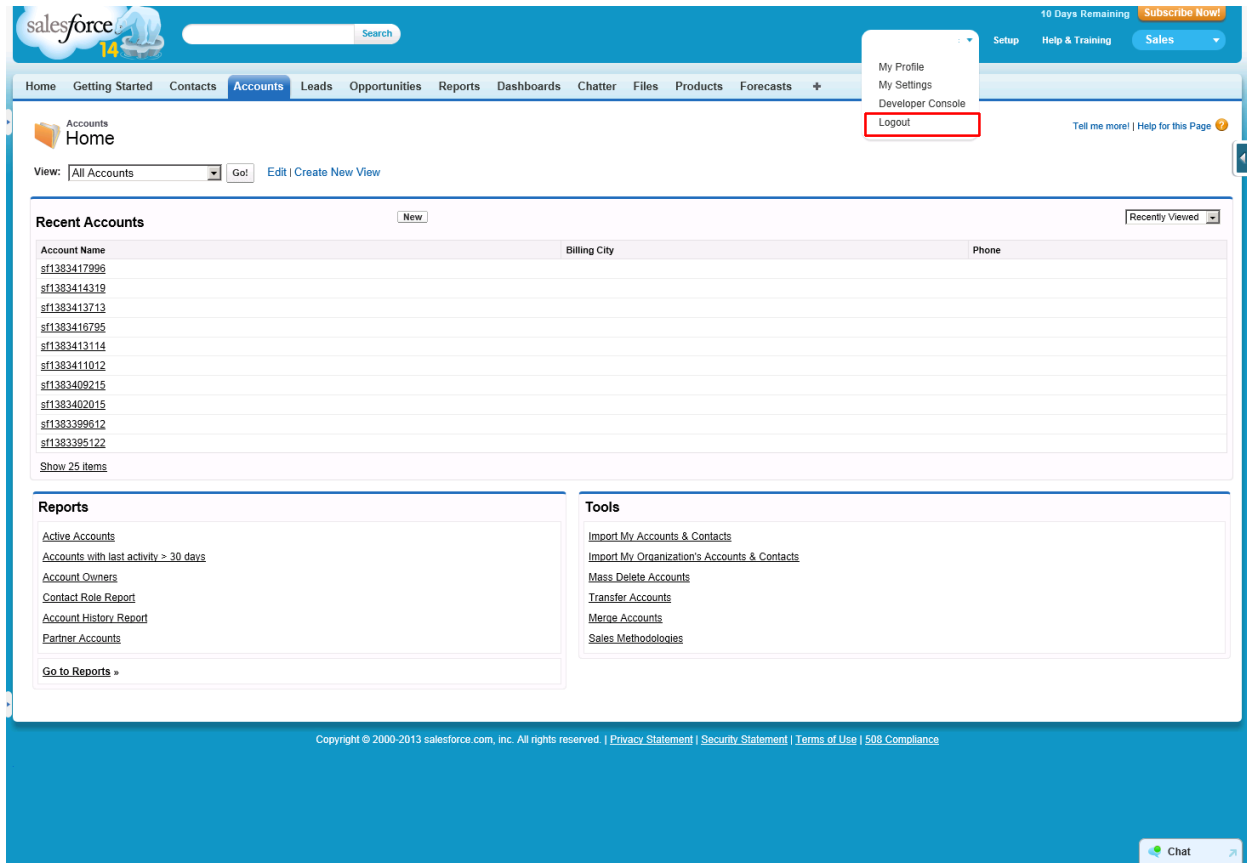 salesforce
14
Search
10 Days Remaining Subscribe Now!
Setup Help & Training Sales
My Profile
My Settings
Developer Console
Logout
Home Getting Started Contacts Accounts Leads Opportunities Reports Dashboards Chatter Files Products Forecasts +
Accounts
Home
Tell me more! | Help for this Page ?
View: All Accounts Go! Edit | Create New View
Recent Accounts New Recently Viewed
Account Name Billing City Phone
sf1383417996
sf1383414319
sf1383413713
sf1383416795
sf1383413114
sf1383411012
sf1383409215
sf1383402015
sf1383399612
sf1383395122
Show 25 items
Reports
Active Accounts
Accounts with last activity > 30 days
Account Owners
Contact Role Report
Account History Report
Partner Accounts
Go to Reports »
Tools
Import My Accounts & Contacts
Import My Organization's Accounts & Contacts
Mass Delete Accounts
Transfer Accounts
Merge Accounts
Sales Methodologies
Copyright © 2000-2013 salesforce.com, inc. All rights reserved. | Privacy Statement | Security Statement | Terms of Use | 508 Compliance
Chat